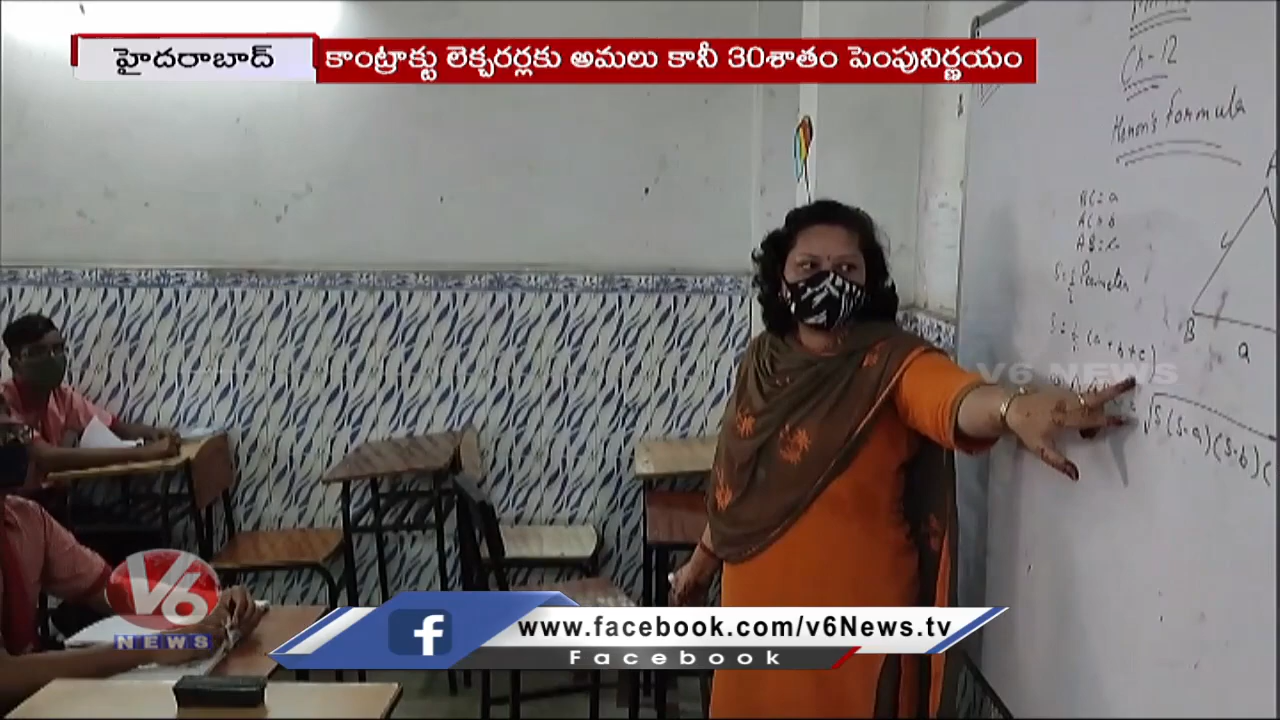 హైదరాబాద్
కాంట్రాక్టు లెక్చరర్లకు అమలు కానీ 30శాతం పెంపునిర్ణయం
Ch-12
Heron's formula
BC = a
AC = b
AB = c
S = 1/2 Perimeter
S = 1/2 (a+b+c)
√S(S-a)(S-b)(
B
a
V6 NEWS
V6
NEWS
www.facebook.com/v6News.tv
Facebook